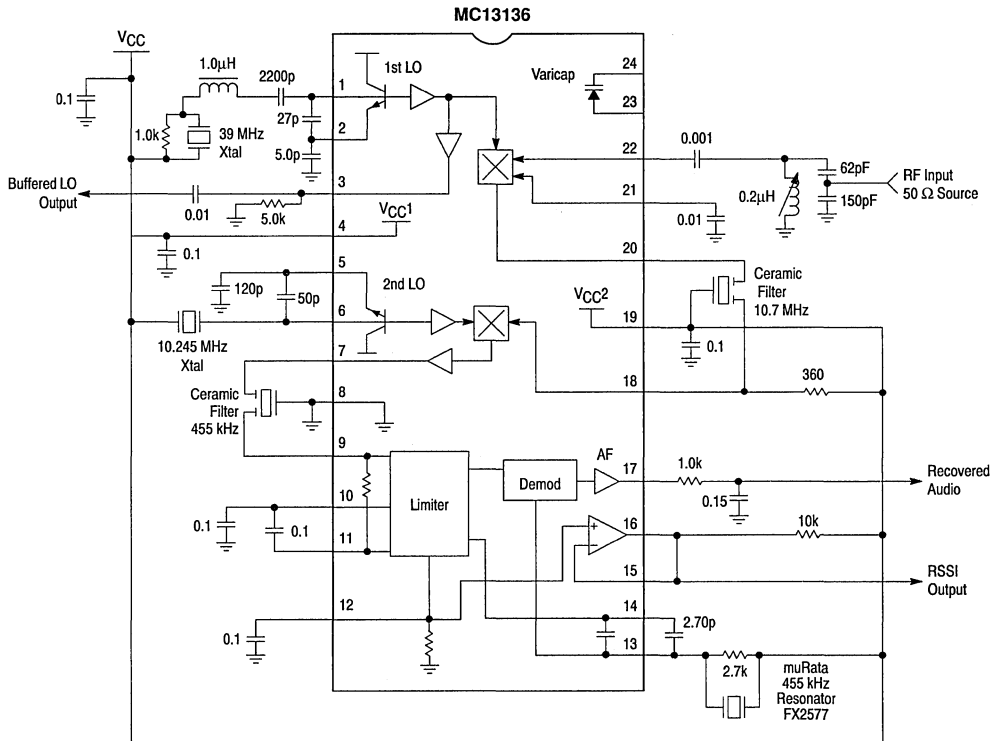 MC13136
VCC
0.1
1.0µH
2200p
1.0k
39 MHz
Xtal
27p
5.0p
1
2
1st LO
Varicap
24
23
22
0.001
62pF
150pF
0.2µH
RF Input
50 Ω Source
Buffered LO
Output
0.01
5.0k
3
21
0.01
VCC1
4
0.1
20
Ceramic
Filter
10.7 MHz
5
120p
50p
2nd LO
VCC2
6
19
0.1
10.245 MHz
Xtal
7
18
360
Ceramic
Filter
455 kHz
8
9
Limiter
Demod
AF
17
1.0k
0.15
Recovered
Audio
10
0.1
0.1
11
+
–
16
10k
15
RSSI
Output
12
0.1
14
2.70p
13
2.7k
muRata
455 kHz
Resonator
FX2577